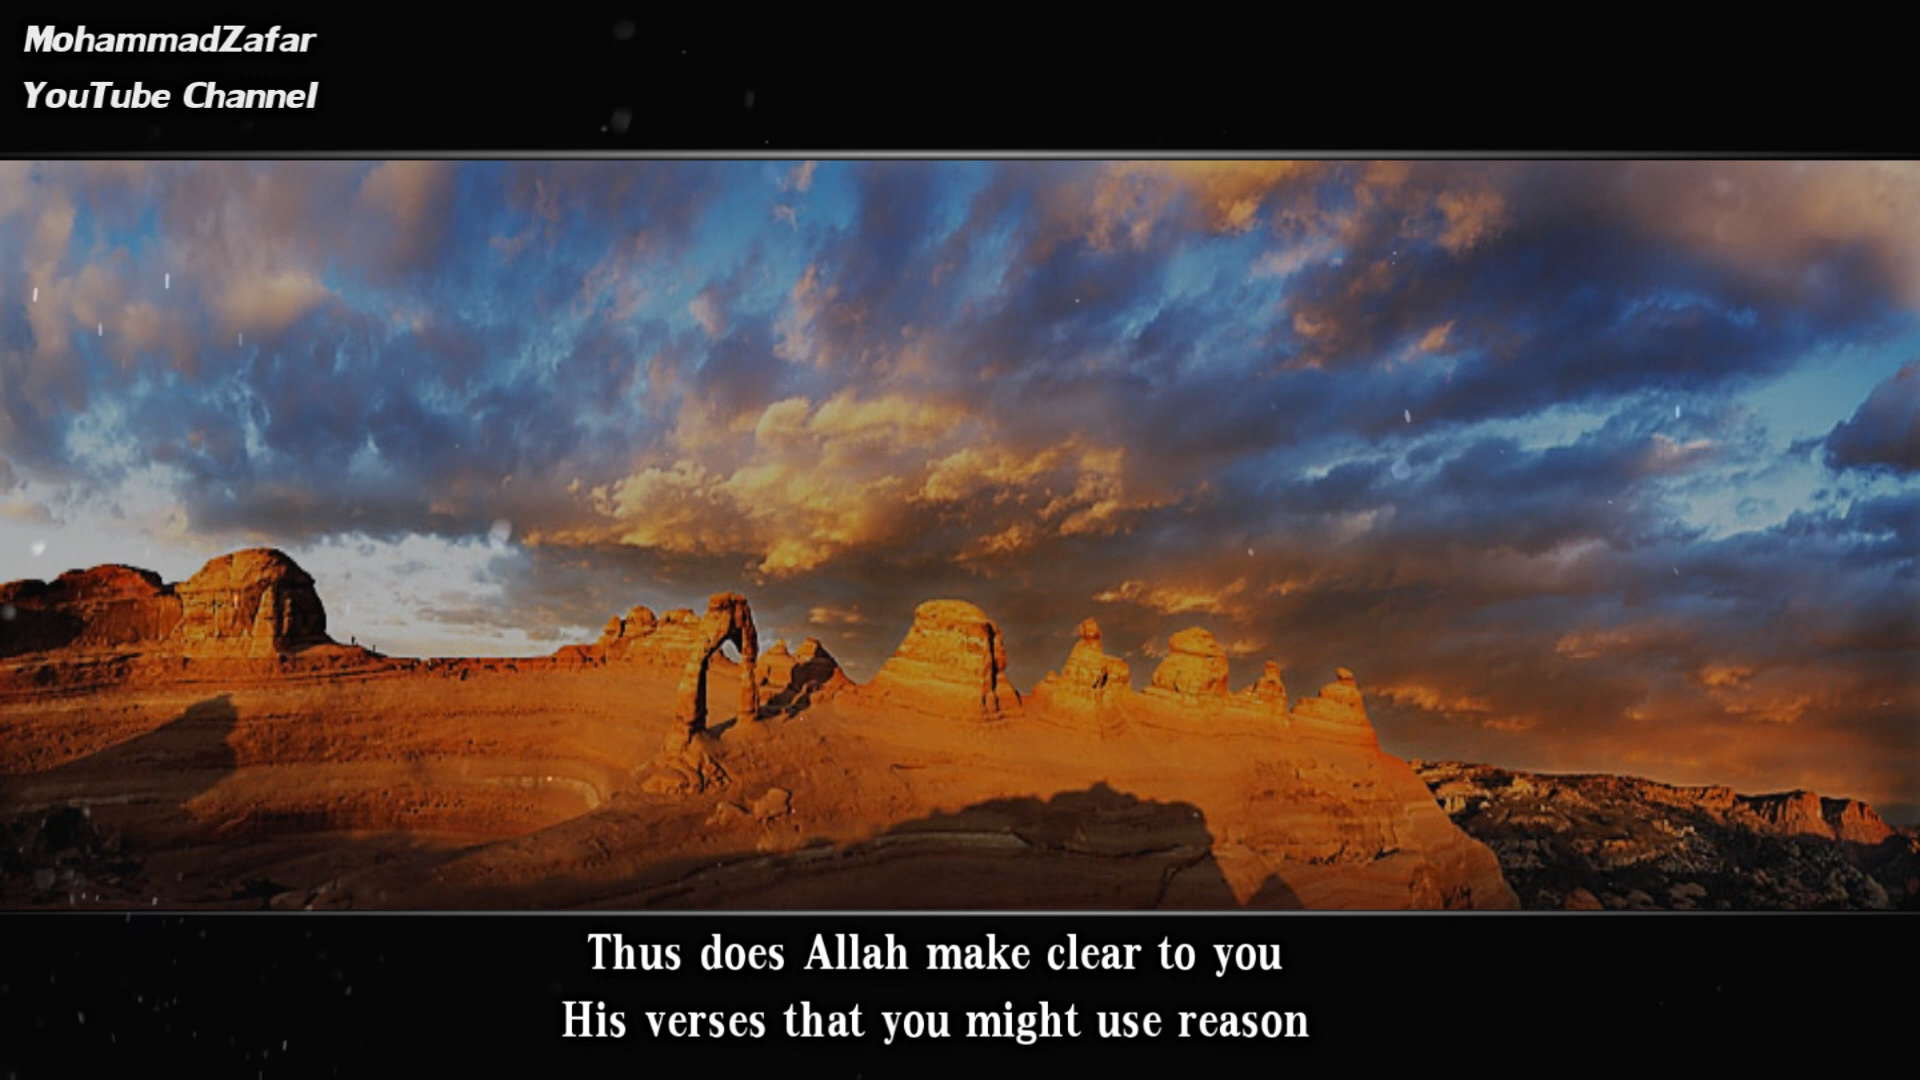 MohammadZafar
YouTube Channel
Thus does Allah make clear to you
His verses that you might use reason